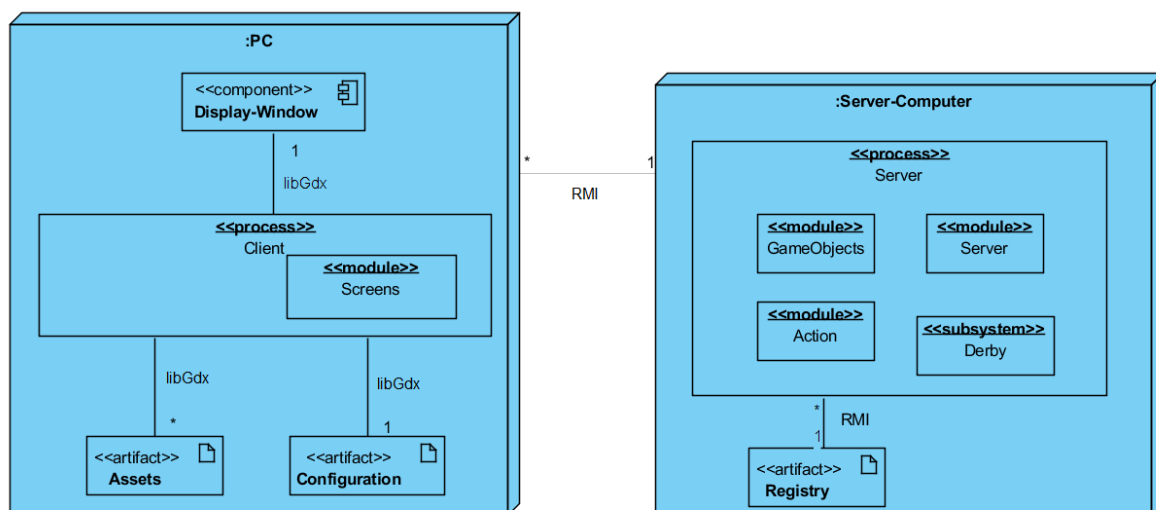 :PC
<<component>>
Display-Window
1
libGdx
<<process>>
Client
<<module>>
Screens
libGdx
*
libGdx
1
<<artifact>>
Assets
<<artifact>>
Configuration
*
1
RMI
:Server-Computer
<<process>>
Server
<<module>>
GameObjects
<<module>>
Server
<<module>>
Action
<<subsystem>>
Derby
*
RMI
1
<<artifact>>
Registry